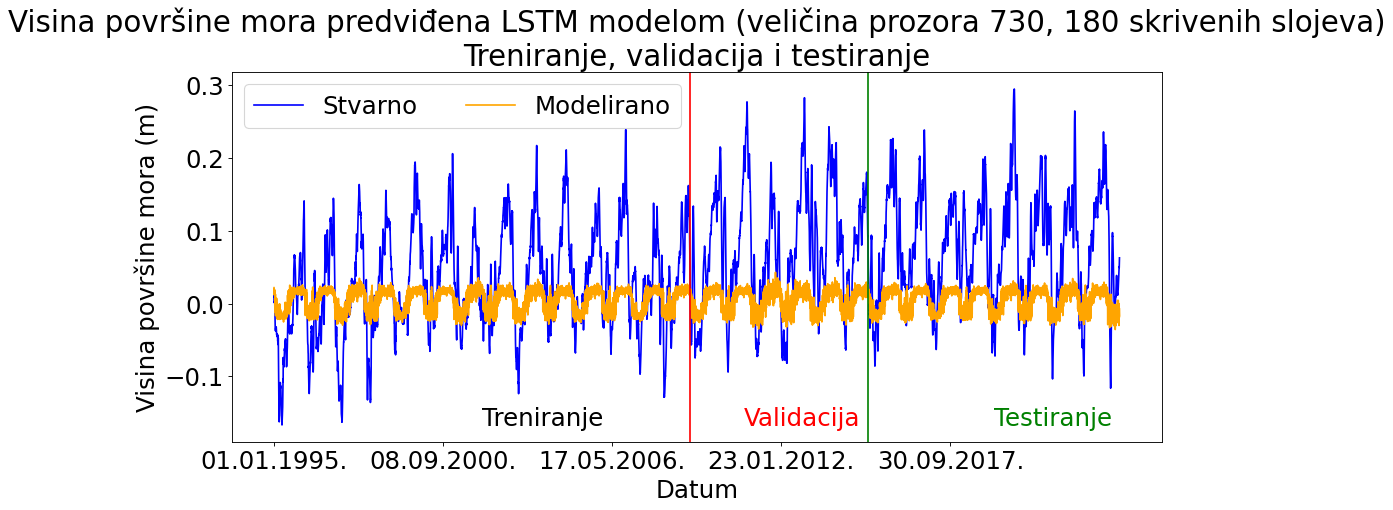 Visina površine mora predviđena LSTM modelom (veličina prozora 730, 180 skrivenih slojeva)
Treniranje, validacija i testiranje
Stvarno Modelirano
Visina površine mora (m)
0.3
0.2
0.1
0.0
−0.1
Treniranje Validacija Testiranje
01.01.1995. 08.09.2000. 17.05.2006. 23.01.2012. 30.09.2017.
Datum